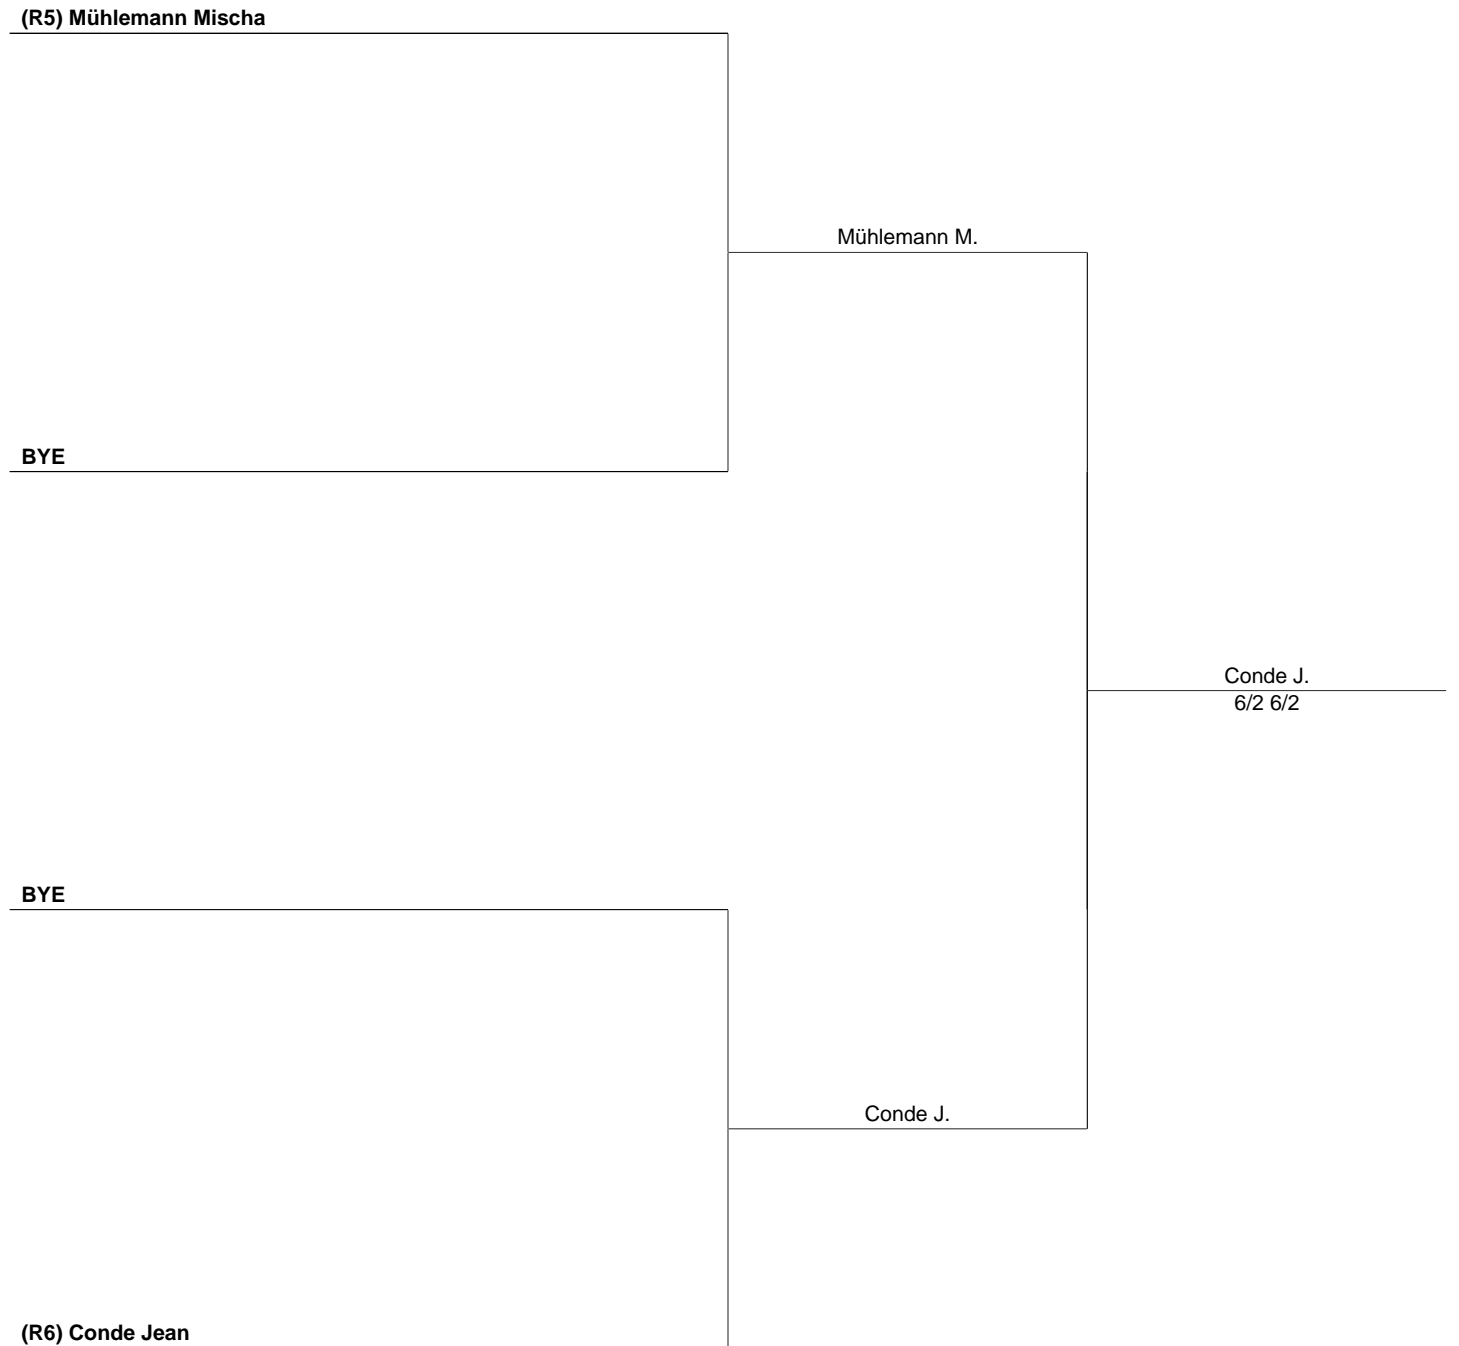 (R5) Mühlemann Mischa
Mühlemann M.
BYE
Conde J.
6/2 6/2
BYE
Conde J.
(R6) Conde Jean